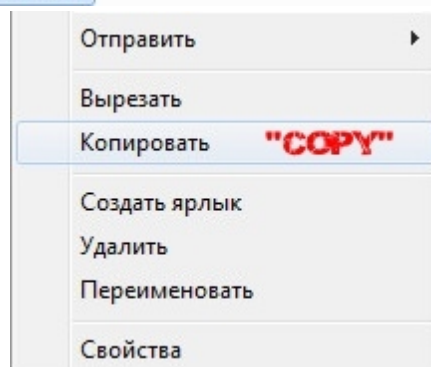 Отправить
Вырезать
Копировать "COPY"
Создать ярлык
Удалить
Переименовать
Свойства